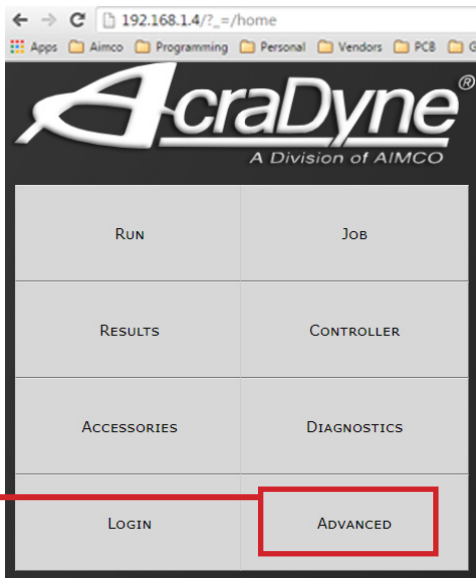 192.168.1.4/?_=/home
Apps Aimco Programming Personal Vendors PCB G
AcraDyne®
A Division of AIMCO
Run Job
Results Controller
Accessories Diagnostics
Login Advanced